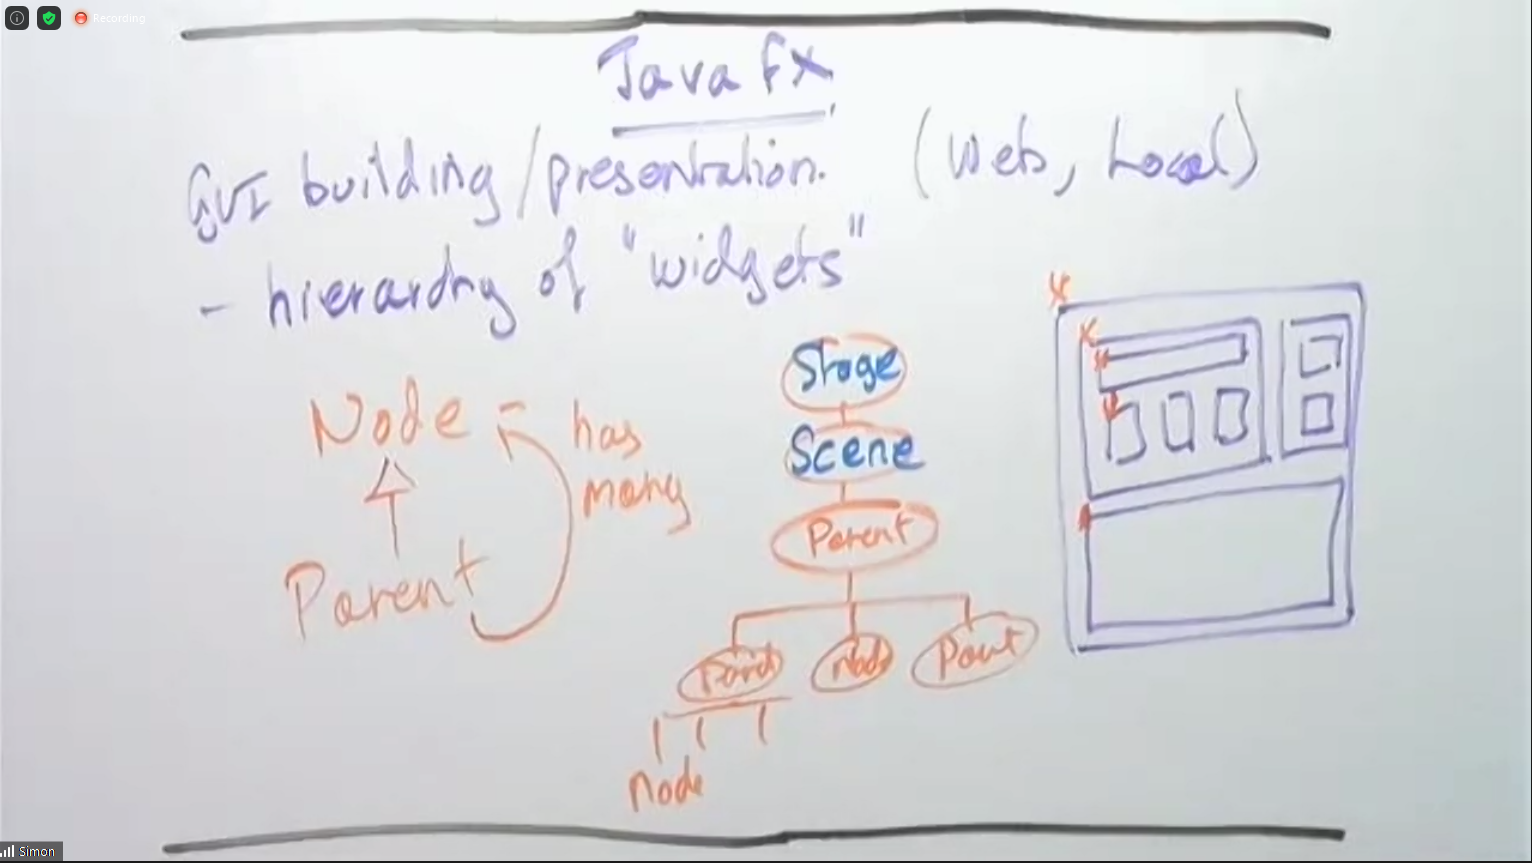 Recording
Java FX
GUI building/presentation. (Web, Local)
- hierarchy of "widgets"
Node
has
many
Parent
Stage
Scene
Parent
Parent Node Parent
Node
Simon